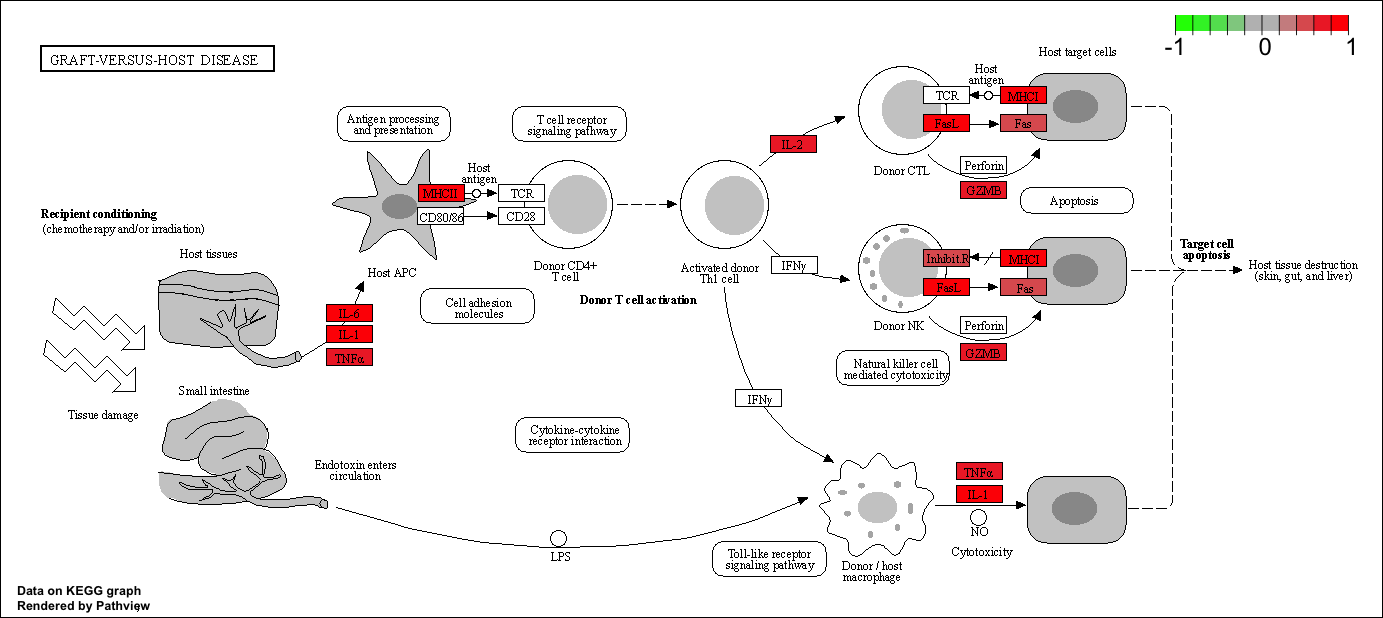 -1 0 1
GRAFT-VERSUS-HOST DISEASE
Host target cells
Host
antigen
TCR
MHCI
FasL
Fas
Donor CTL
Perforin
GZMB
IL-2
Antigen processing
and presentation
T cell receptor
signaling pathway
Host
antigen
MHCII
TCR
CD80/86
CD28
Host APC
Donor CD4+
T cell
Activated donor
Th1 cell
IFNγ
Donor T cell activation
Apoptosis
Recipient conditioning
(chemotherapy and/or irradiation)
Host tissues
Cell adhesion
molecules
IL-6
IL-1
TNFα
Inhibit.R
MHCI
FasL
Fas
Donor NK
Perforin
GZMB
Natural killer cell
mediated cytotoxicity
Target cell
apoptosis
Host tissue destruction
(skin, gut, and liver)
Small intestine
Tissue damage
IFNγ
Cytokine-cytokine
receptor interaction
Endotoxin enters
circulation
TNFα
IL-1
NO
Cytotoxicity
LPS
Toll-like receptor
signaling pathway
Donor / host
macrophage
Data on KEGG graph
Rendered by Pathview